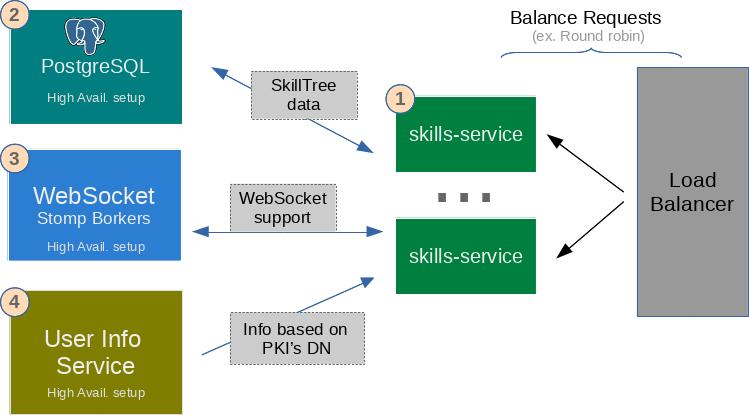 2
PostgreSQL
High Avail. setup
SkillTree
data
Balance Requests
(ex. Round robin)
1
skills-service
...
skills-service
Load
Balancer
3
WebSocket
Stomp Borkers
High Avail. setup
WebSocket
support
4
User Info
Service
High Avail. setup
Info based on
PKI's DN